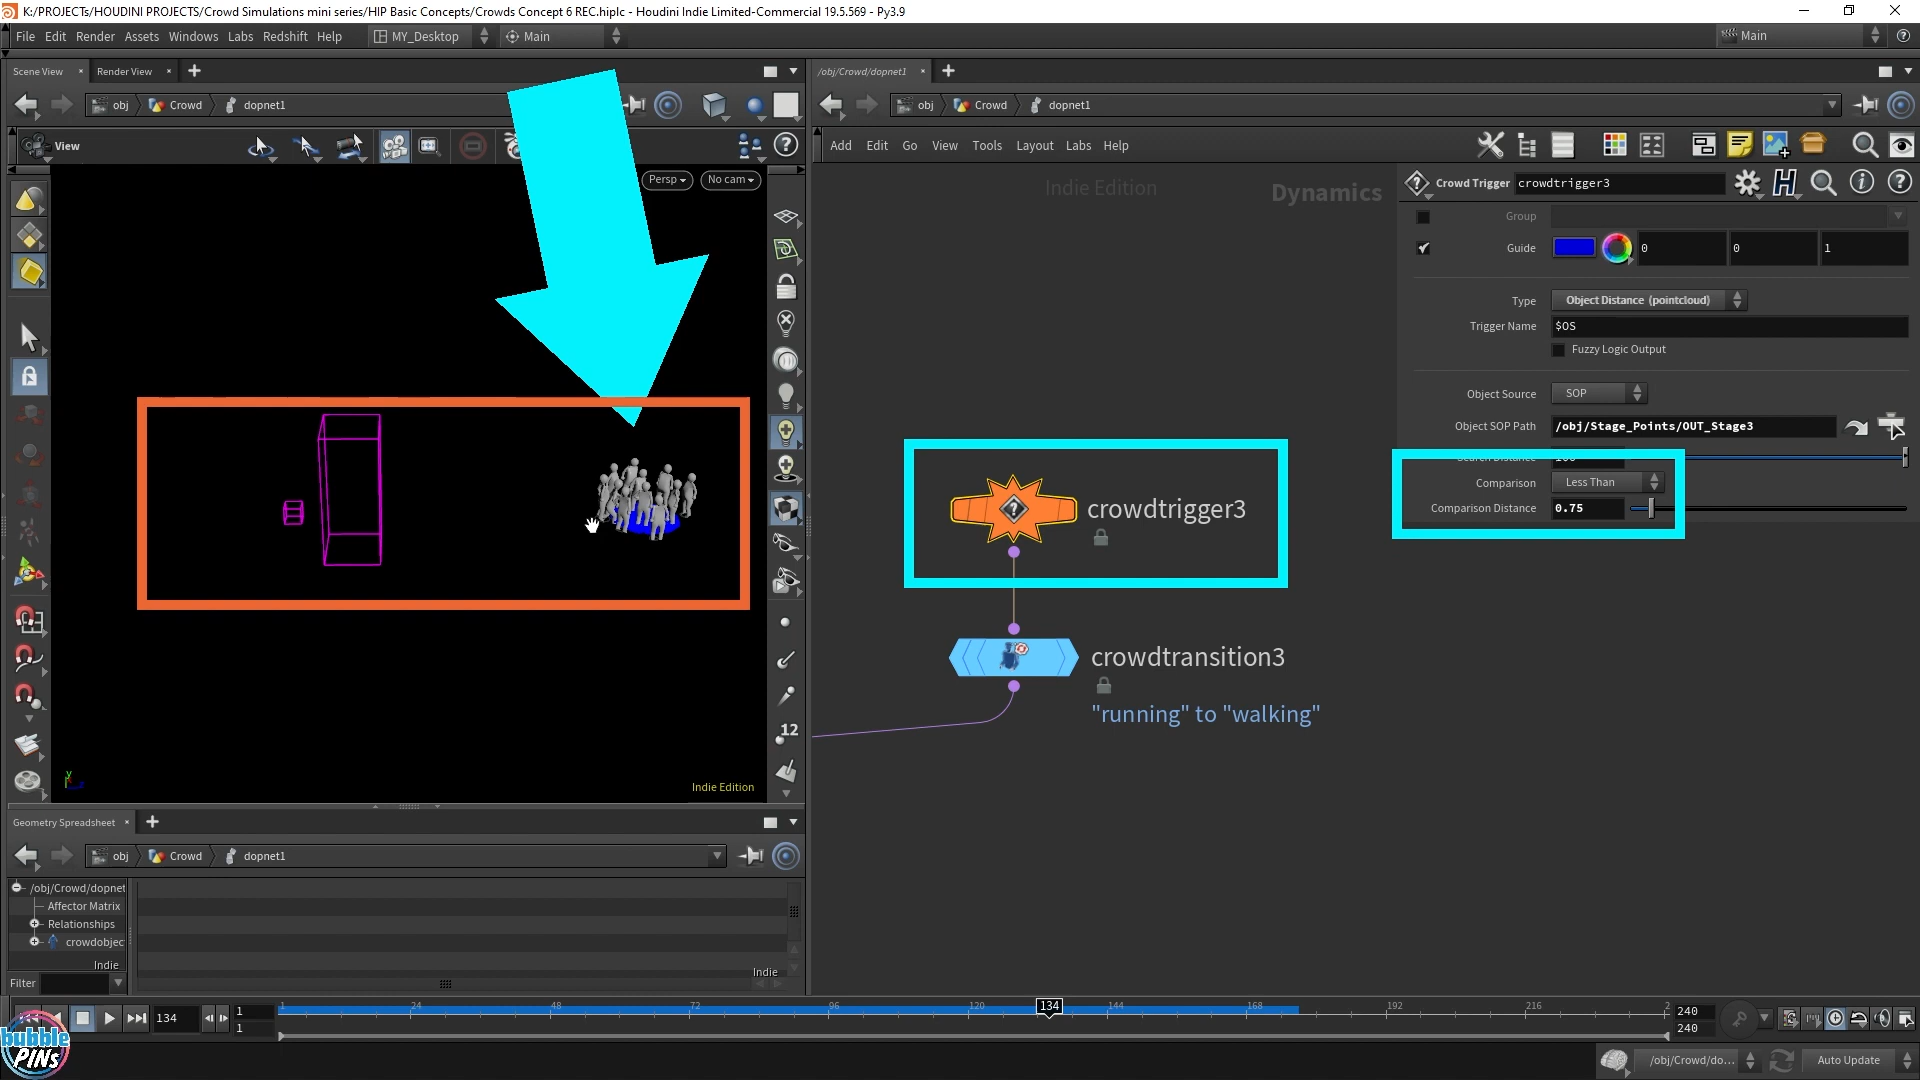 K:/PROJECTs/HOUDINI PROJECTS/Crowd Simulations mini series/HIP Basic Concepts/Crowds Concept 6 REC.hiplc - Houdini Indie Limited-Commercial 19.5.569 - Py3.9
File Edit Render Assets Windows Labs Redshift Help MY_Desktop Main Main
Scene View Render View
obj Crowd dopnet1
View
Persp No cam
12
y
Indie Edition
Geometry Spreadsheet
obj Crowd dopnet1
/obj/Crowd/dopnet
Affector Matrix
Relationships
crowdobjec
Indie
Indie
Filter
/obj/Crowd/dopnet1
obj Crowd dopnet1
Add Edit Go View Tools Layout Labs Help
Indie Edition
Dynamics
crowdtrigger3
crowdtransition3
"running" to "walking"
Crowd Trigger crowdtrigger3
Group
Guide 0 0 1
Type Object Distance (pointcloud)
Trigger Name $OS
Fuzzy Logic Output
Object Source SOP
Object SOP Path /obj/Stage_Points/OUT_Stage3
Comparison Less Than
Comparison Distance 0.75
134 1 1 24 48 72 96 120 134 144 168 192 216 2 240
1 240
bubble
PINs
/obj/Crowd/do... Auto Update